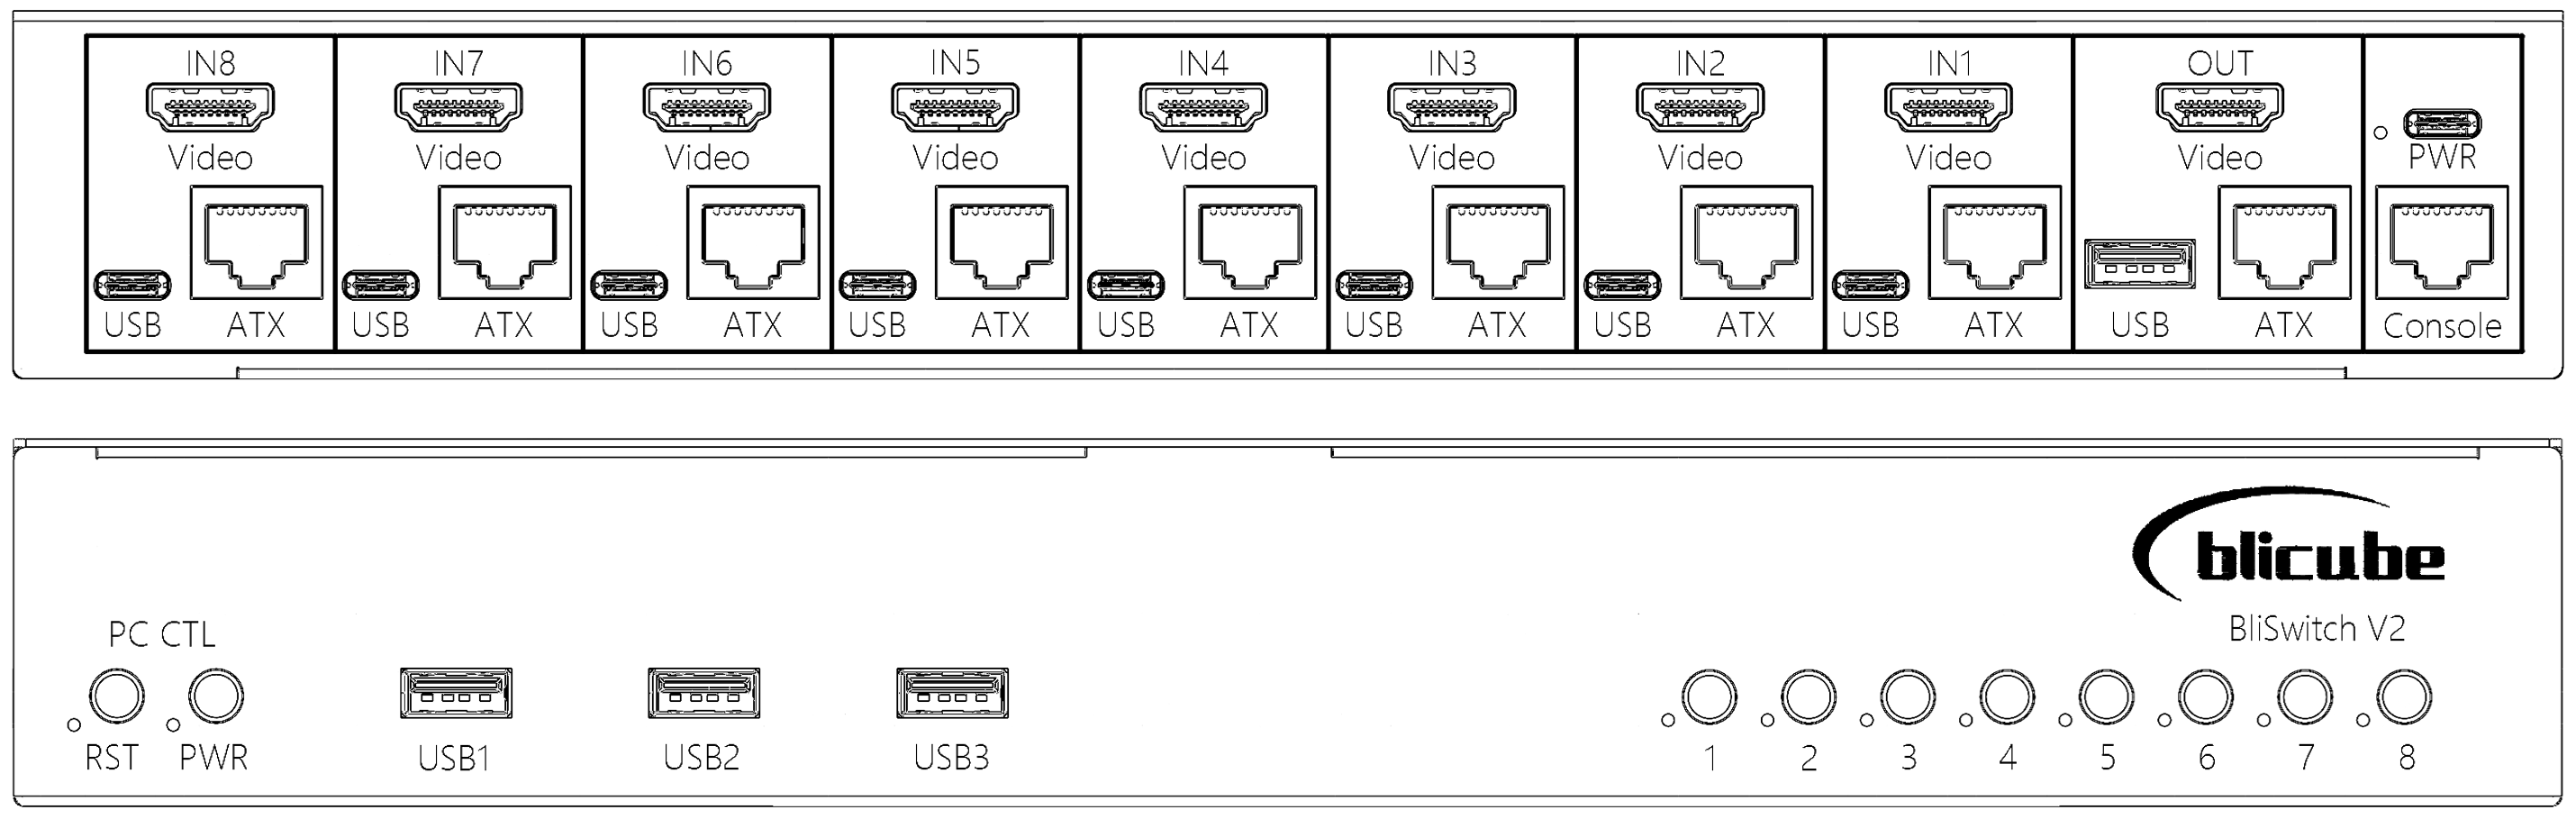 IN8 IN7 IN6 IN5 IN4 IN3 IN2 IN1 OUT
Video Video Video Video Video Video Video Video Video PWR
USB ATX USB ATX USB ATX USB ATX USB ATX USB ATX USB ATX USB ATX USB ATX Console
blicube
BliSwitch V2
PC CTL
RST PWR USB1 USB2 USB3 1 2 3 4 5 6 7 8